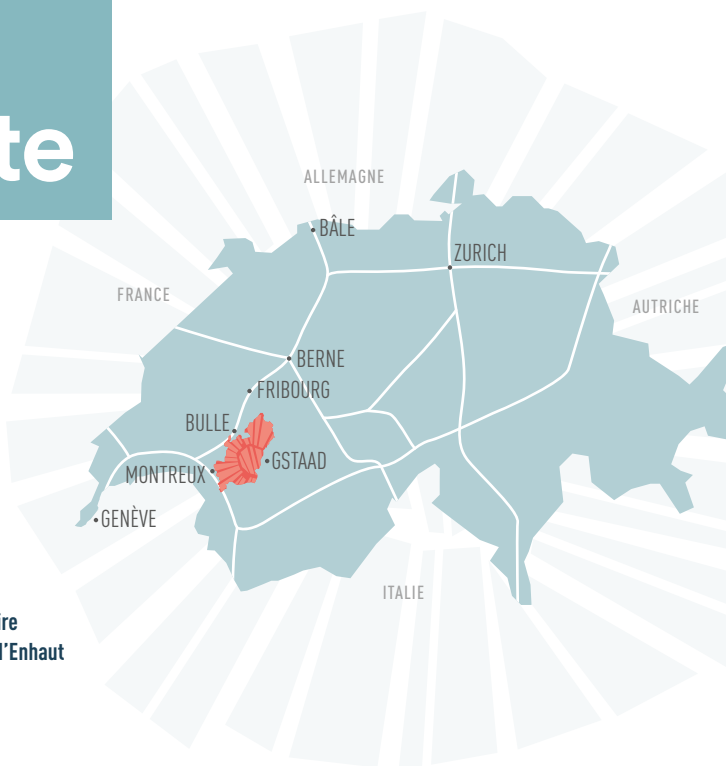 te
ALLEMAGNE
BÂLE
ZURICH
FRANCE
AUTRICHE
BERNE
FRIBOURG
BULLE
GSTAAD
MONTREUX
GENÈVE
ITALIE
ire
l'Enhaut